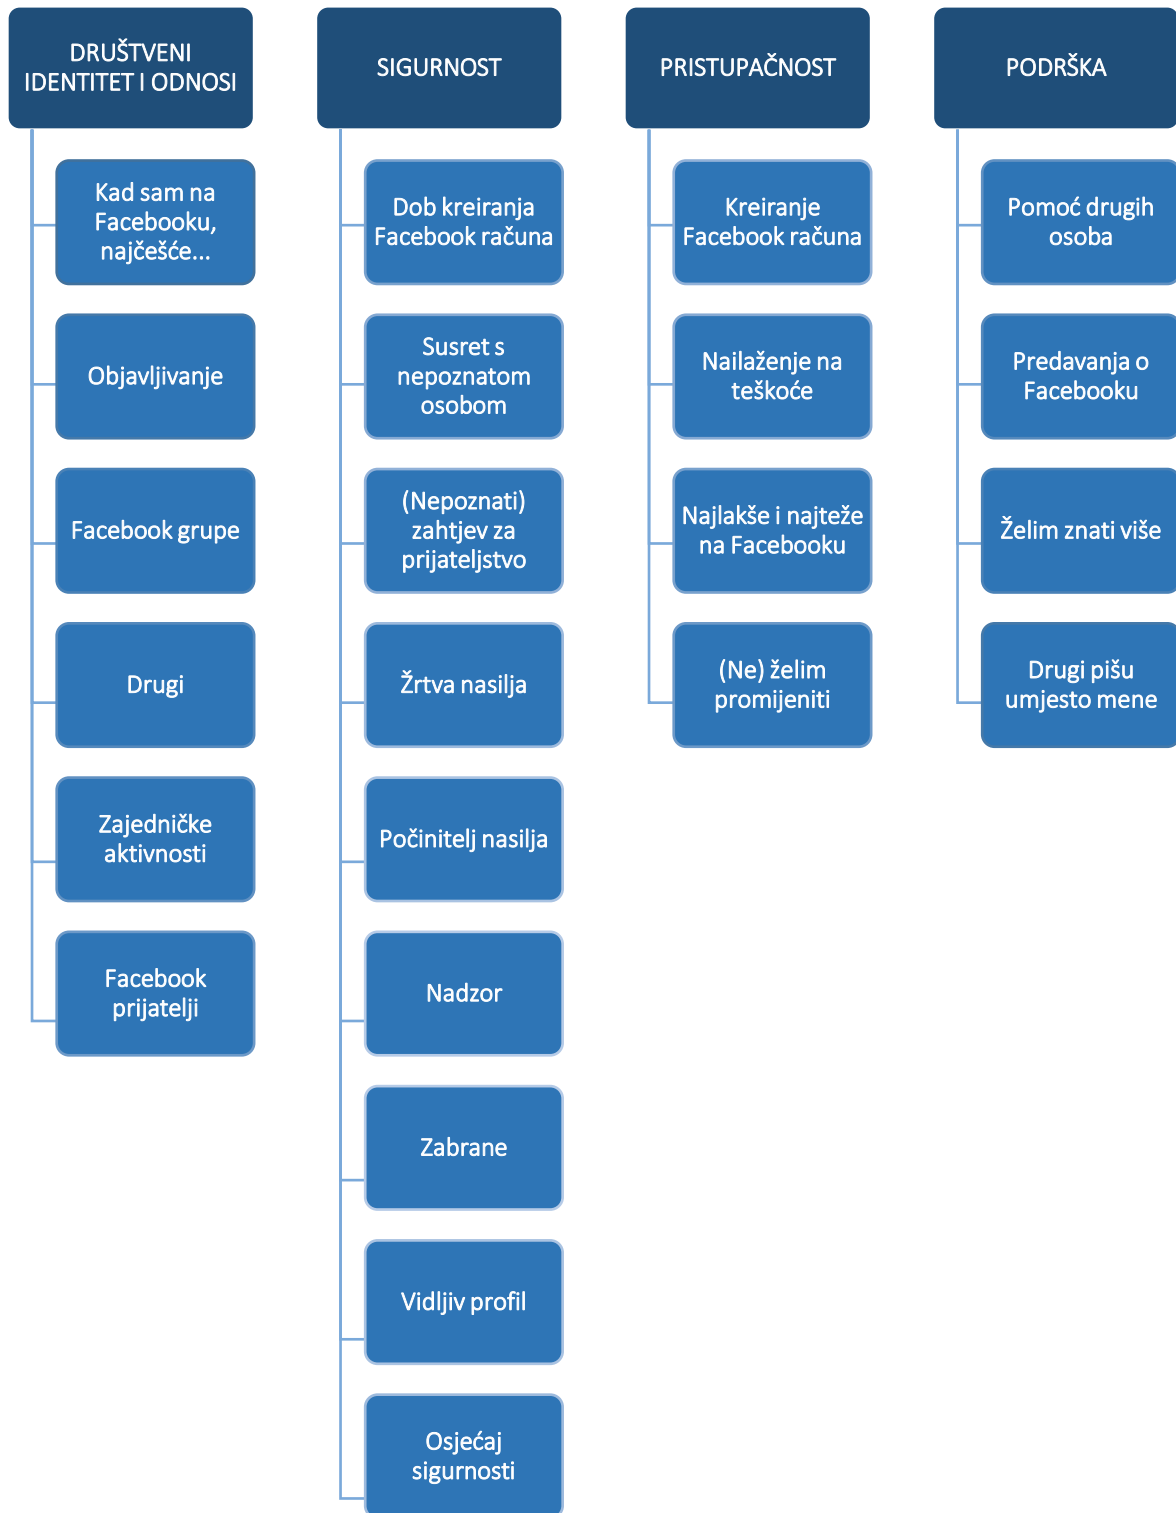 DRUŠTVENI
IDENTITET I ODNOSI
Kad sam na
Facebooku,
najčešće...
Objavljivanje
Facebook grupe
Drugi
Zajedničke
aktivnosti
Facebook
prijatelji
SIGURNOST
Dob kreiranja
Facebook računa
Susret s
nepoznatom
osobom
(Nepoznati)
zahtjev za
prijateljstvo
Žrtva nasilja
Počinitelj nasilja
Nadzor
Zabrane
Vidljiv profil
Osjećaj
sigurnosti
PRISTUPAČNOST
Kreiranje
Facebook računa
Nailaženje na
teškoće
Najlakše i najteže
na Facebooku
(Ne) želim
promijeniti
PODRŠKA
Pomoć drugih
osoba
Predavanja o
Facebooku
Želim znati više
Drugi pišu
umjesto mene